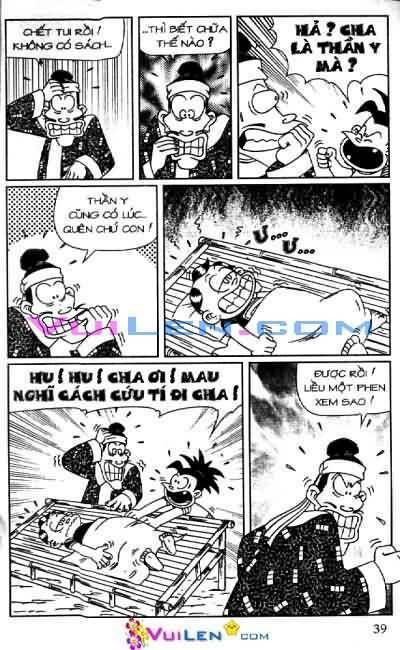 CHẾT TUI RỒI!
KHÔNG CÓ SÁCH...
...THÌ BIẾT CHỮA
THẾ NÀO?
HẢ? CHA
LÀ THẦN Y
MÀ?
THẦN Y
CŨNG CÓ LÚC...
QUÊN CHỨ CON!
Ư...
Ư...
VUILEN.COM
HU! HU! CHA ƠI! MAU
NGHĨ CÁCH CỨU TÍ ĐI CHA!
ĐƯỢC RỒI!
LIỀU MỘT PHEN
XEM SAO!
39
VUILEN.COM